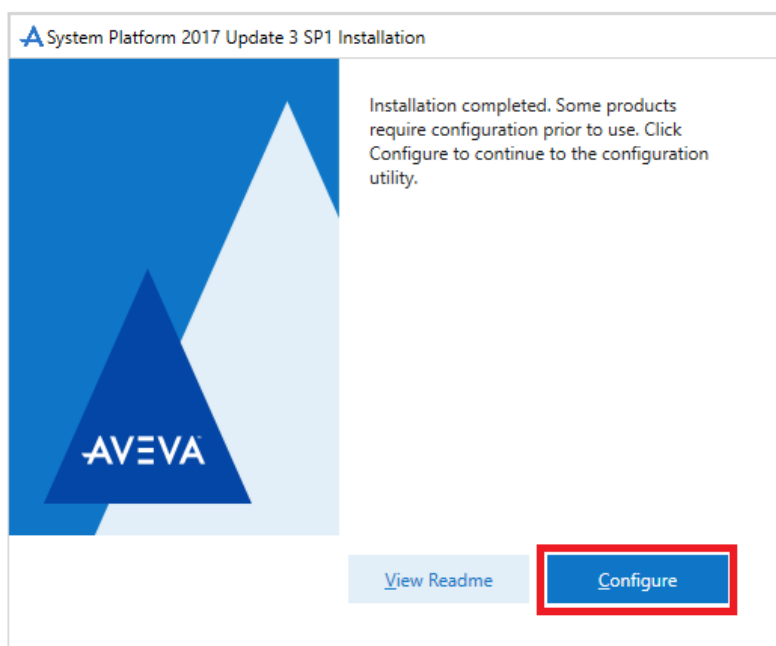 System Platform 2017 Update 3 SP1 Installation
Installation completed. Some products
require configuration prior to use. Click
Configure to continue to the configuration
utility.
AVEVA
View Readme
Configure